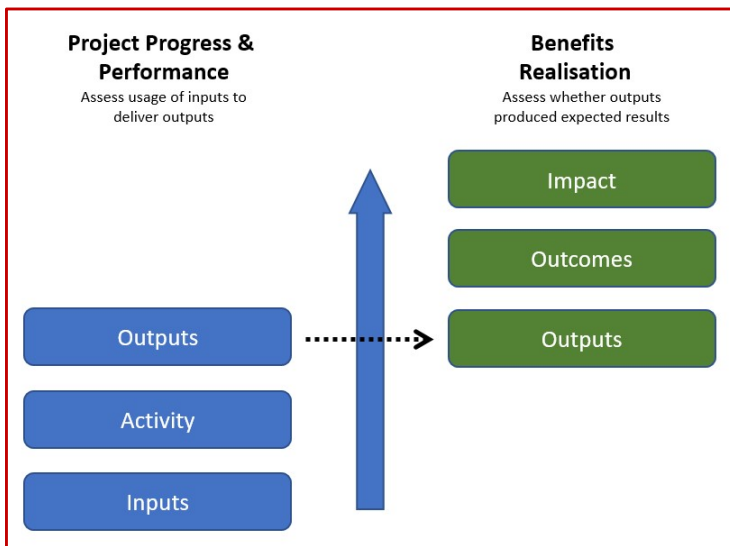 Project Progress &
Performance
Assess usage of inputs to
deliver outputs
Outputs
Activity
Inputs
Benefits
Realisation
Assess whether outputs
produced expected results
Impact
Outcomes
Outputs